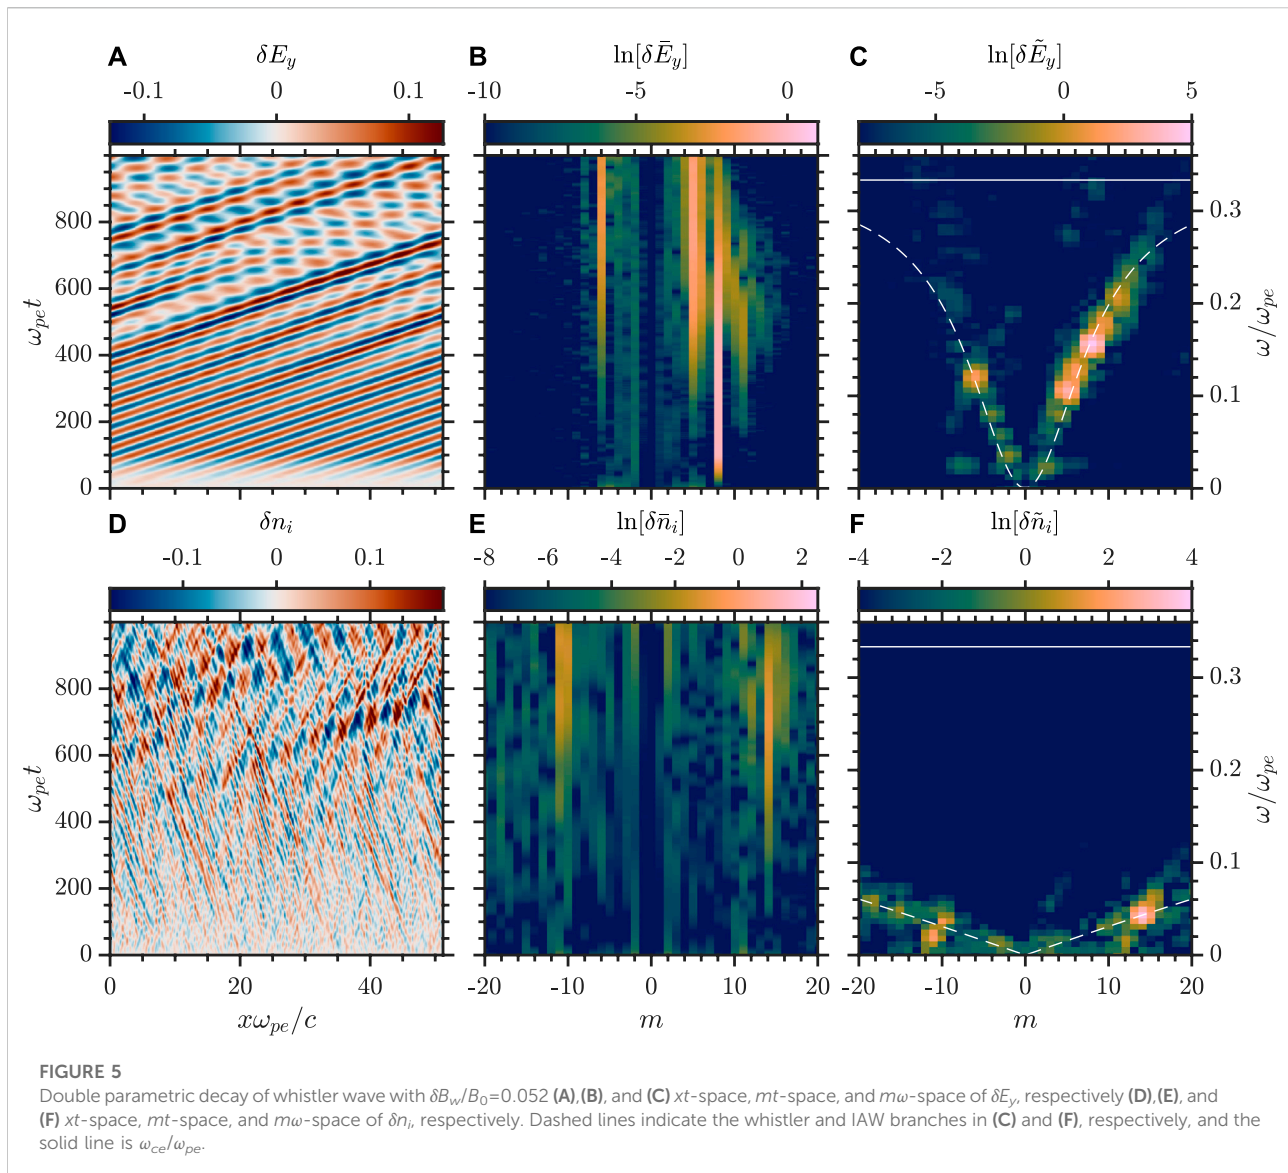 A δE_y B ln[δĒ_y] C ln[δẼ_y]
-0.1 0 0.1 -10 -5 0 -5 0 5
800
600
400
200
0
ω_pe t
0.3
0.2
0.1
0
ω/ω_pe
D δn_i E ln[δn̄_i] F ln[δñ_i]
-0.1 0 0.1 -8 -6 -4 -2 0 2 -4 -2 0 2 4
800
600
400
200
0
ω_pe t
0.3
0.2
0.1
0
ω/ω_pe
0 20 40 -20 -10 0 10 20 -20 -10 0 10 20
xω_pe/c m m
FIGURE 5
Double parametric decay of whistler wave with δB_w/B_0=0.052 (A),(B), and (C) xt-space, mt-space, and mω-space of δE_y, respectively (D),(E), and
(F) xt-space, mt-space, and mω-space of δn_i, respectively. Dashed lines indicate the whistler and IAW branches in (C) and (F), respectively, and the
solid line is ω_ce/ω_pe.